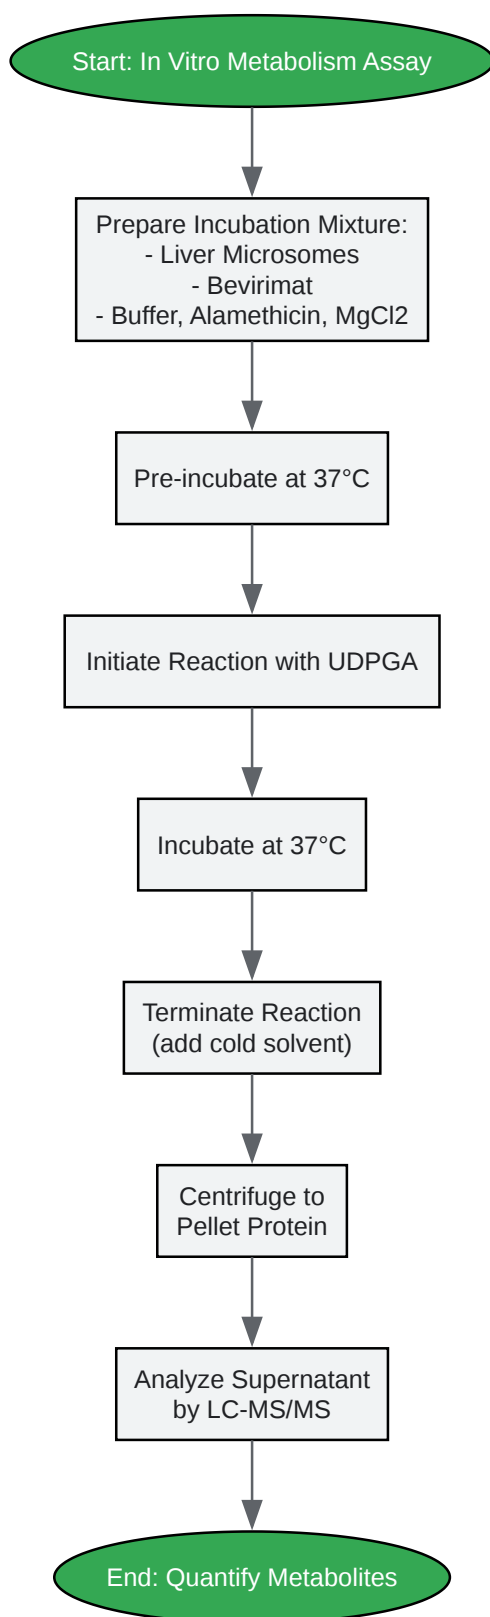 Start: In Vitro Metabolism Assay
Prepare Incubation Mixture:
- Liver Microsomes
- Bevirimat
- Buffer, Alamethicin, MgCl2
Pre-incubate at 37°C
Initiate Reaction with UDPGA
Incubate at 37°C
Terminate Reaction
(add cold solvent)
Centrifuge to
Pellet Protein
Analyze Supernatant
by LC-MS/MS
End: Quantify Metabolites